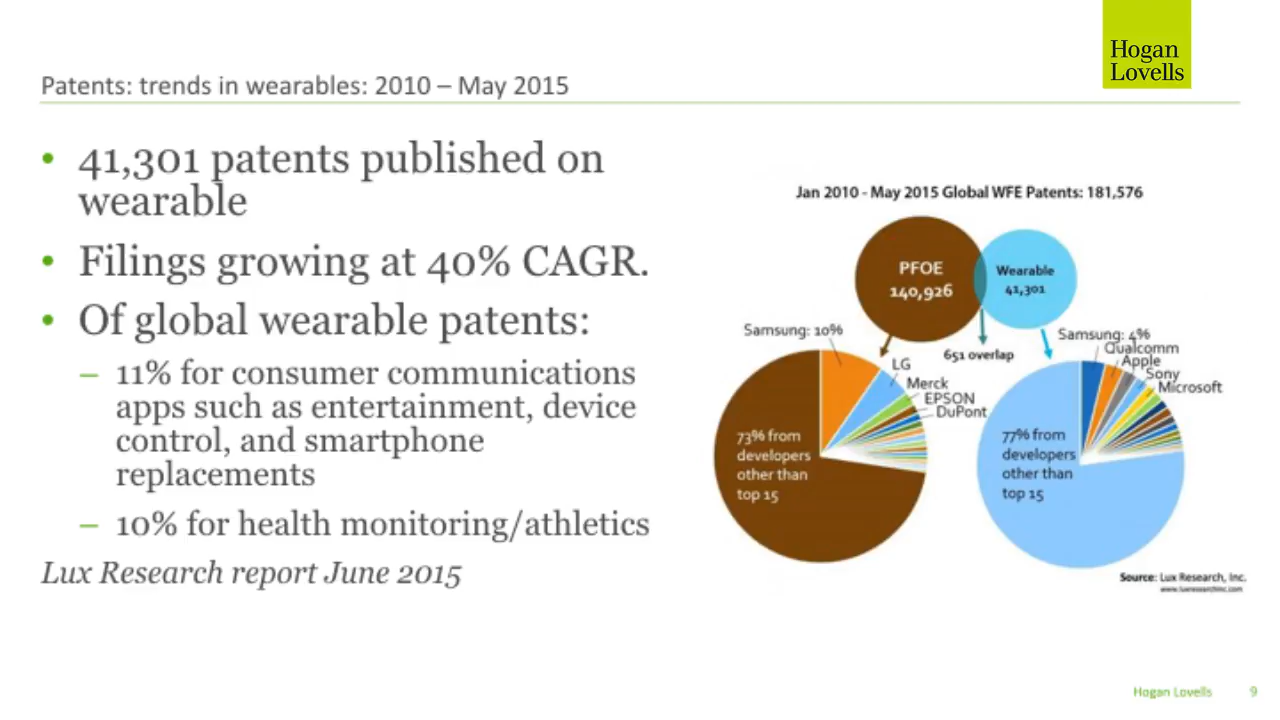 Hogan
Lovells
Patents: trends in wearables: 2010 – May 2015
• 41,301 patents published on
wearable
• Filings growing at 40% CAGR.
• Of global wearable patents:
– 11% for consumer communications
apps such as entertainment, device
control, and smartphone
replacements
– 10% for health monitoring/athletics
Lux Research report June 2015
Jan 2010 - May 2015 Global WFE Patents: 181,576
PFOE
140,926
Wearable
41,301
651 overlap
Samsung: 10%
LG
Merck
EPSON
DuPont
73% from
developers
other than
top 15
Samsung: 4%
Qualcomm
Apple
Sony
Microsoft
77% from
developers
other than
top 15
Source: Lux Research, Inc.
www.luxresearchinc.com
Hogan Lovells
9